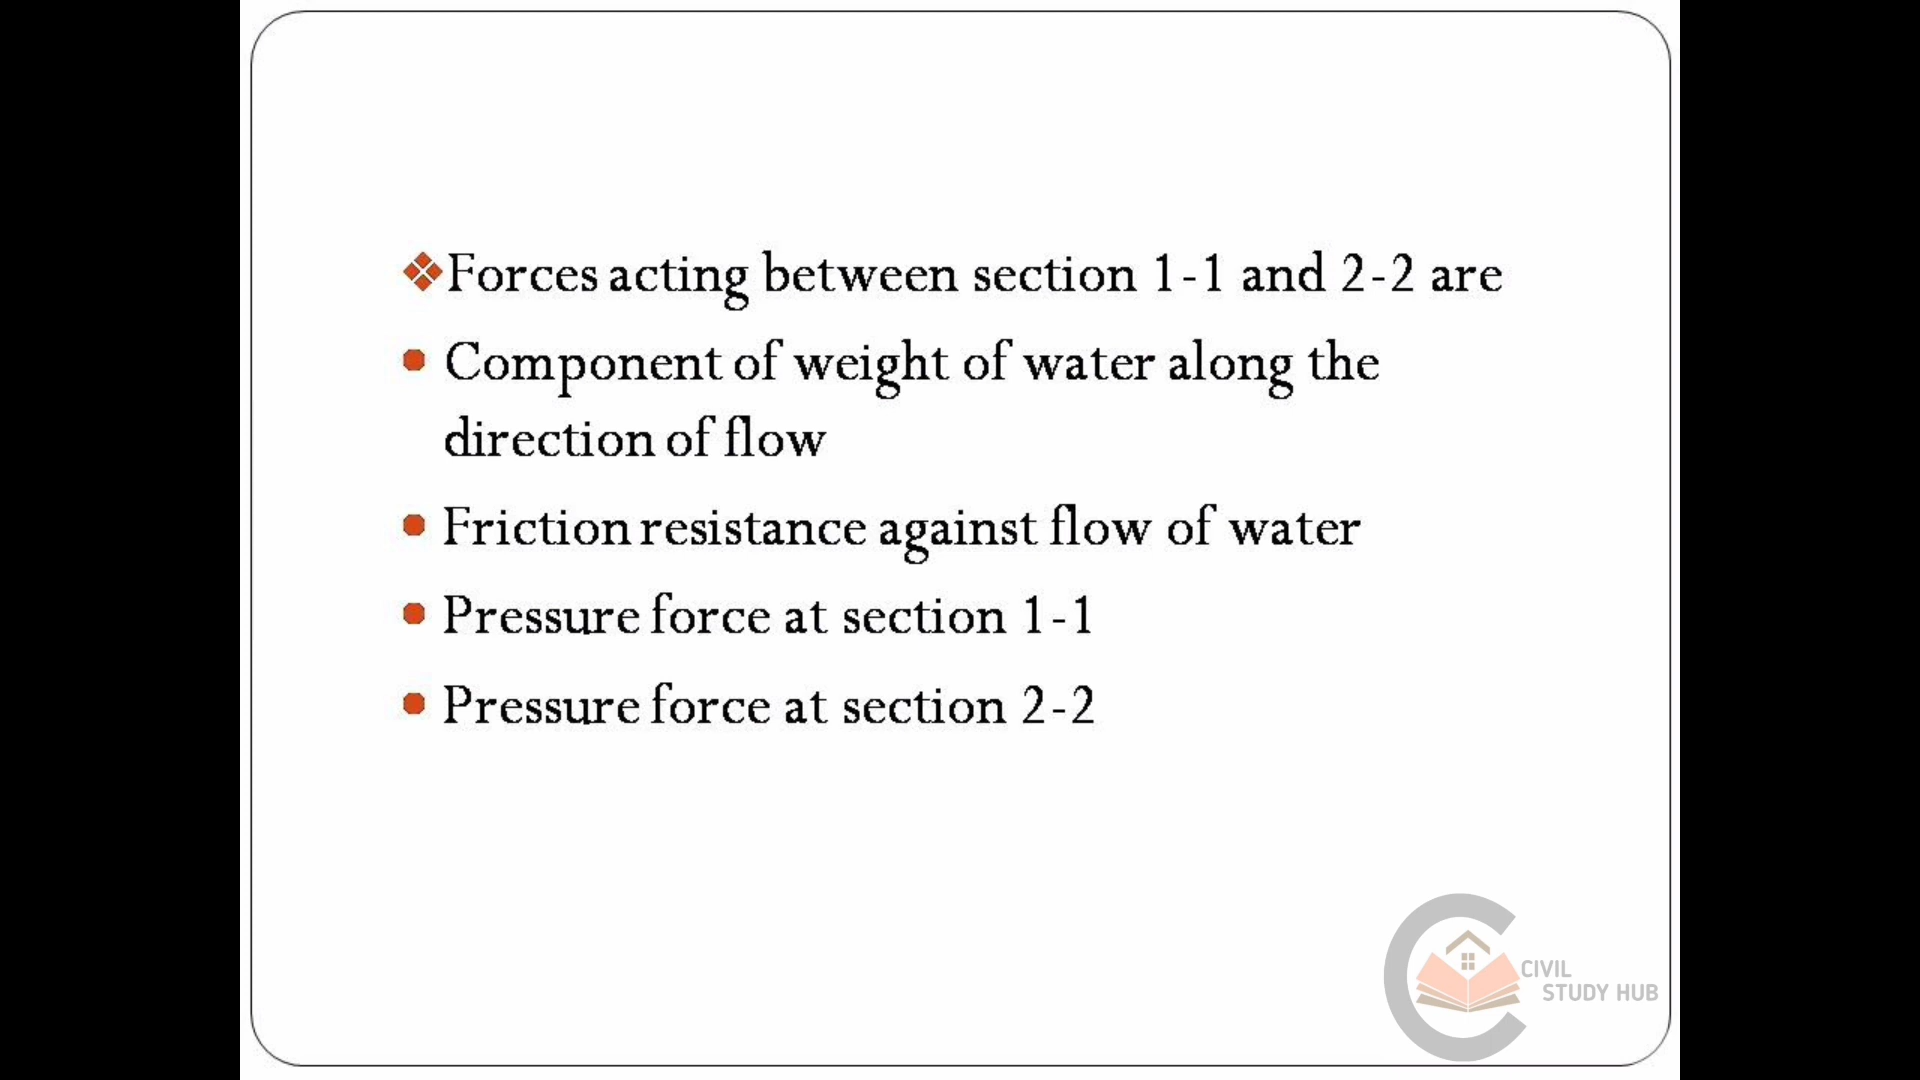 ❖Forces acting between section 1-1 and 2-2 are
• Component of weight of water along the
direction of flow
• Friction resistance against flow of water
• Pressure force at section 1-1
• Pressure force at section 2-2
CIVIL
STUDY HUB